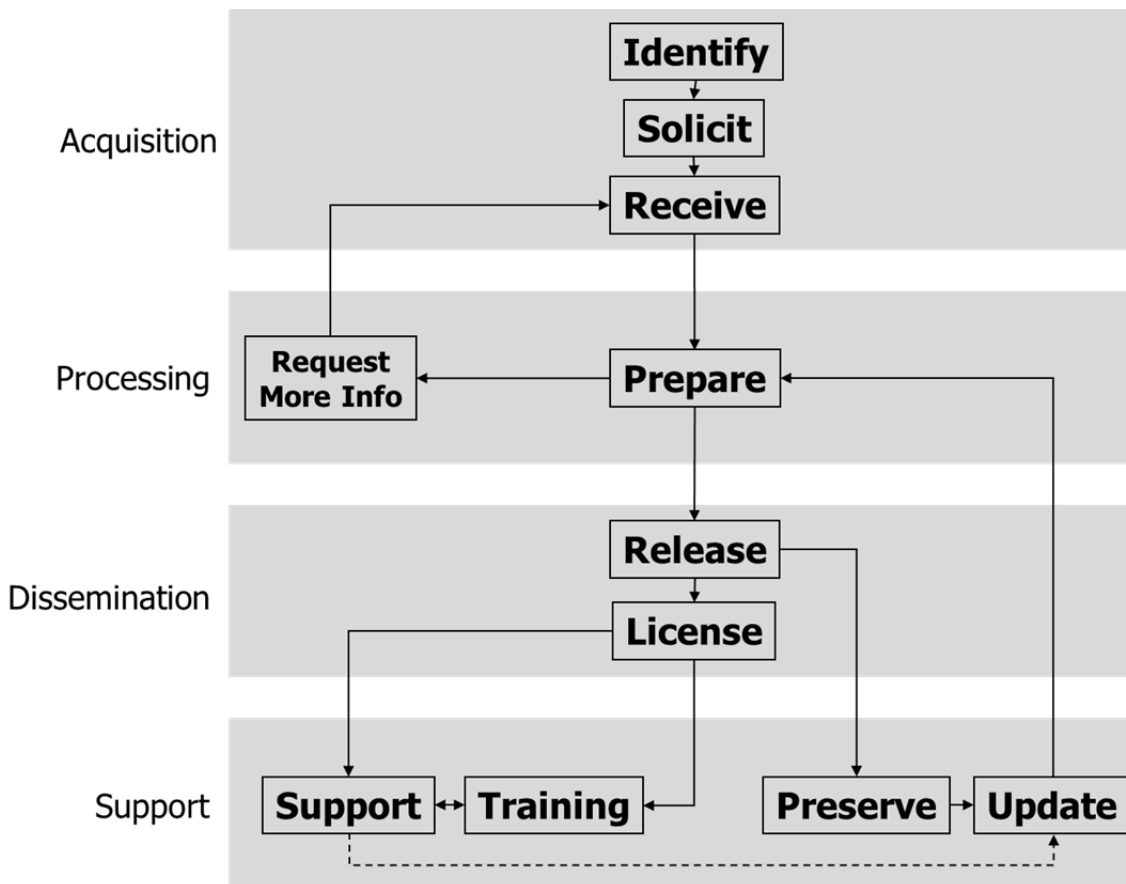 Acquisition
Identify
Solicit
Receive
Processing
Request
More Info
Prepare
Dissemination
Release
License
Support
Support
Training
Preserve
Update